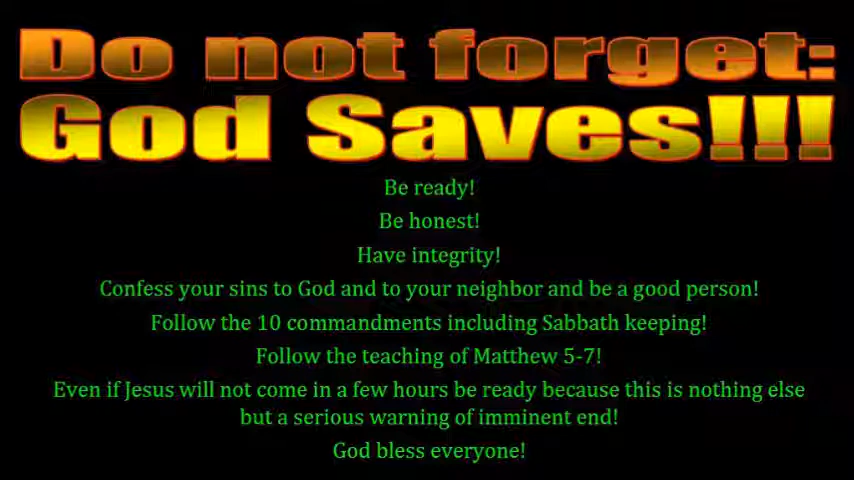 Do not forget:
God Saves!!!
Be ready!
Be honest!
Have integrity!
Confess your sins to God and to your neighbor and be a good person!
Follow the 10 commandments including Sabbath keeping!
Follow the teaching of Matthew 5-7!
Even if Jesus will not come in a few hours be ready because this is nothing else
but a serious warning of imminent end!
God bless everyone!